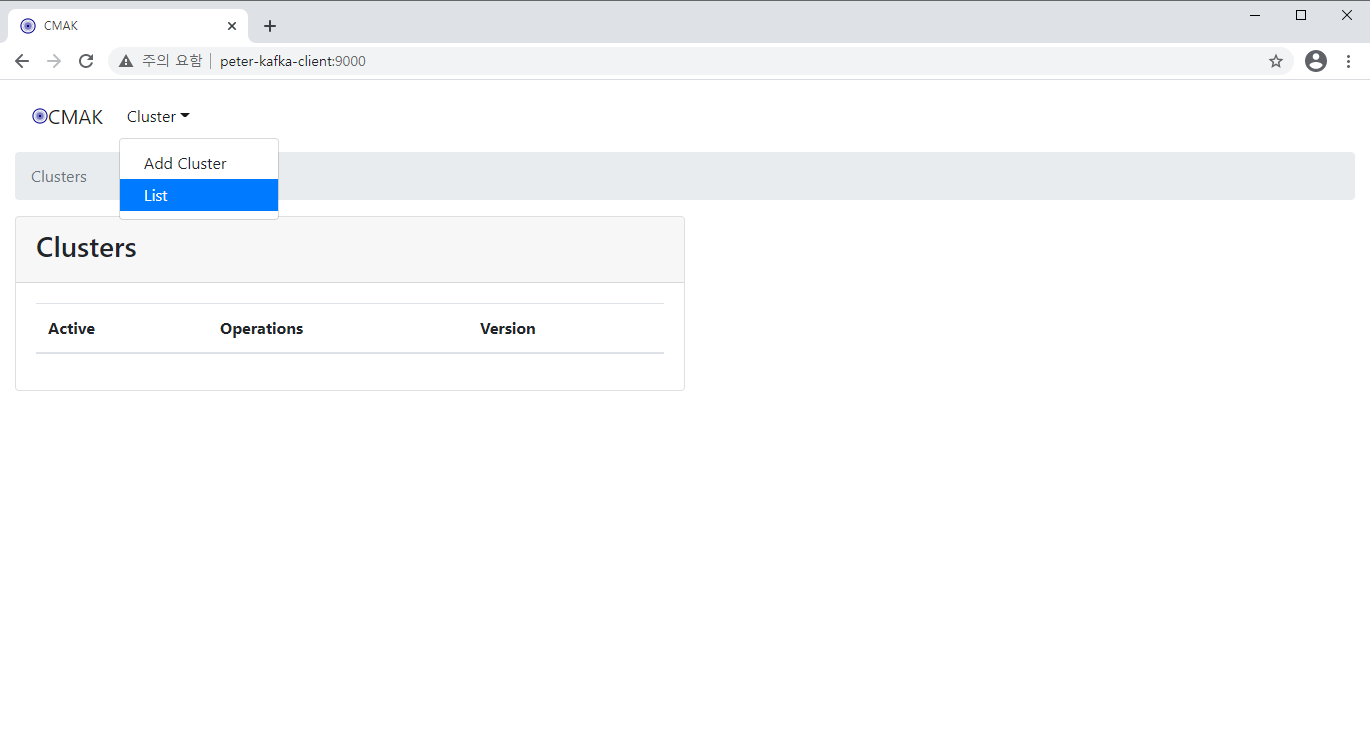 CMAK
주의 요함 peter-kafka-client:9000
CMAK Cluster
Add Cluster
List
Clusters
Clusters
Active Operations Version